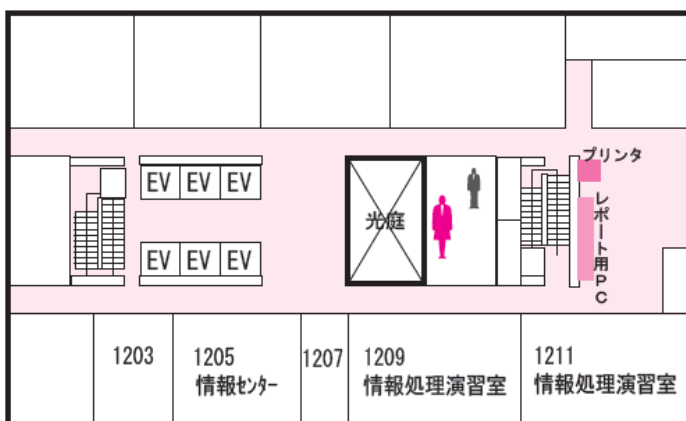 プリンタ
EV EV EV
光庭
レポート用PC
EV EV EV
1203
1205
情報センター
1207
1209
情報処理演習室
1211
情報処理演習室